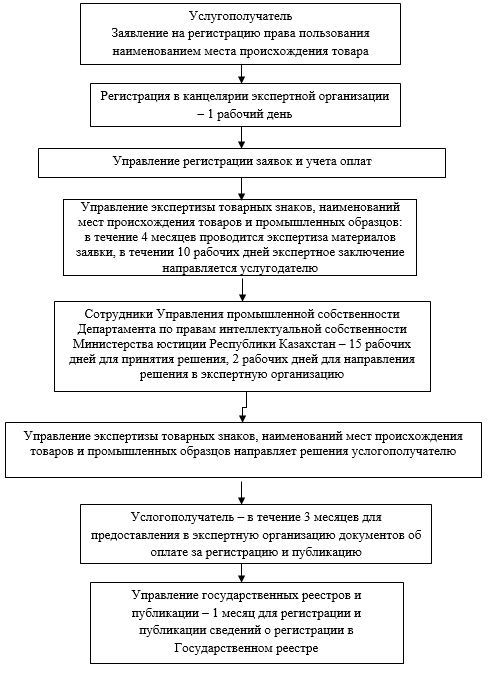 Услугополучатель
Заявление на регистрацию права пользования
наименованием места происхождения товара
Регистрация в канцелярии экспертной организации
– 1 рабочий день
Управление регистрации заявок и учета оплат
Управление экспертизы товарных знаков, наименований
мест происхождения товаров и промышленных образцов:
в течение 4 месяцев проводится экспертиза материалов
заявки, в течении 10 рабочих дней экспертное заключение
направляется услугодателю
Сотрудники Управления промышленной собственности
Департамента по правам интеллектуальной собственности
Министерства юстиции Республики Казахстан – 15 рабочих
дней для принятия решения, 2 рабочих дней для направления
решения в экспертную организацию
Управление экспертизы товарных знаков, наименований мест происхождения
товаров и промышленных образцов направляет решения услогополучателю
Услогополучатель – в течение 3 месяцев для
предоставления в экспертную организацию документов об
оплате за регистрацию и публикацию
Управление государственных реестров и
публикации – 1 месяц для регистрации и
публикации сведений о регистрации в
Государственном реестре